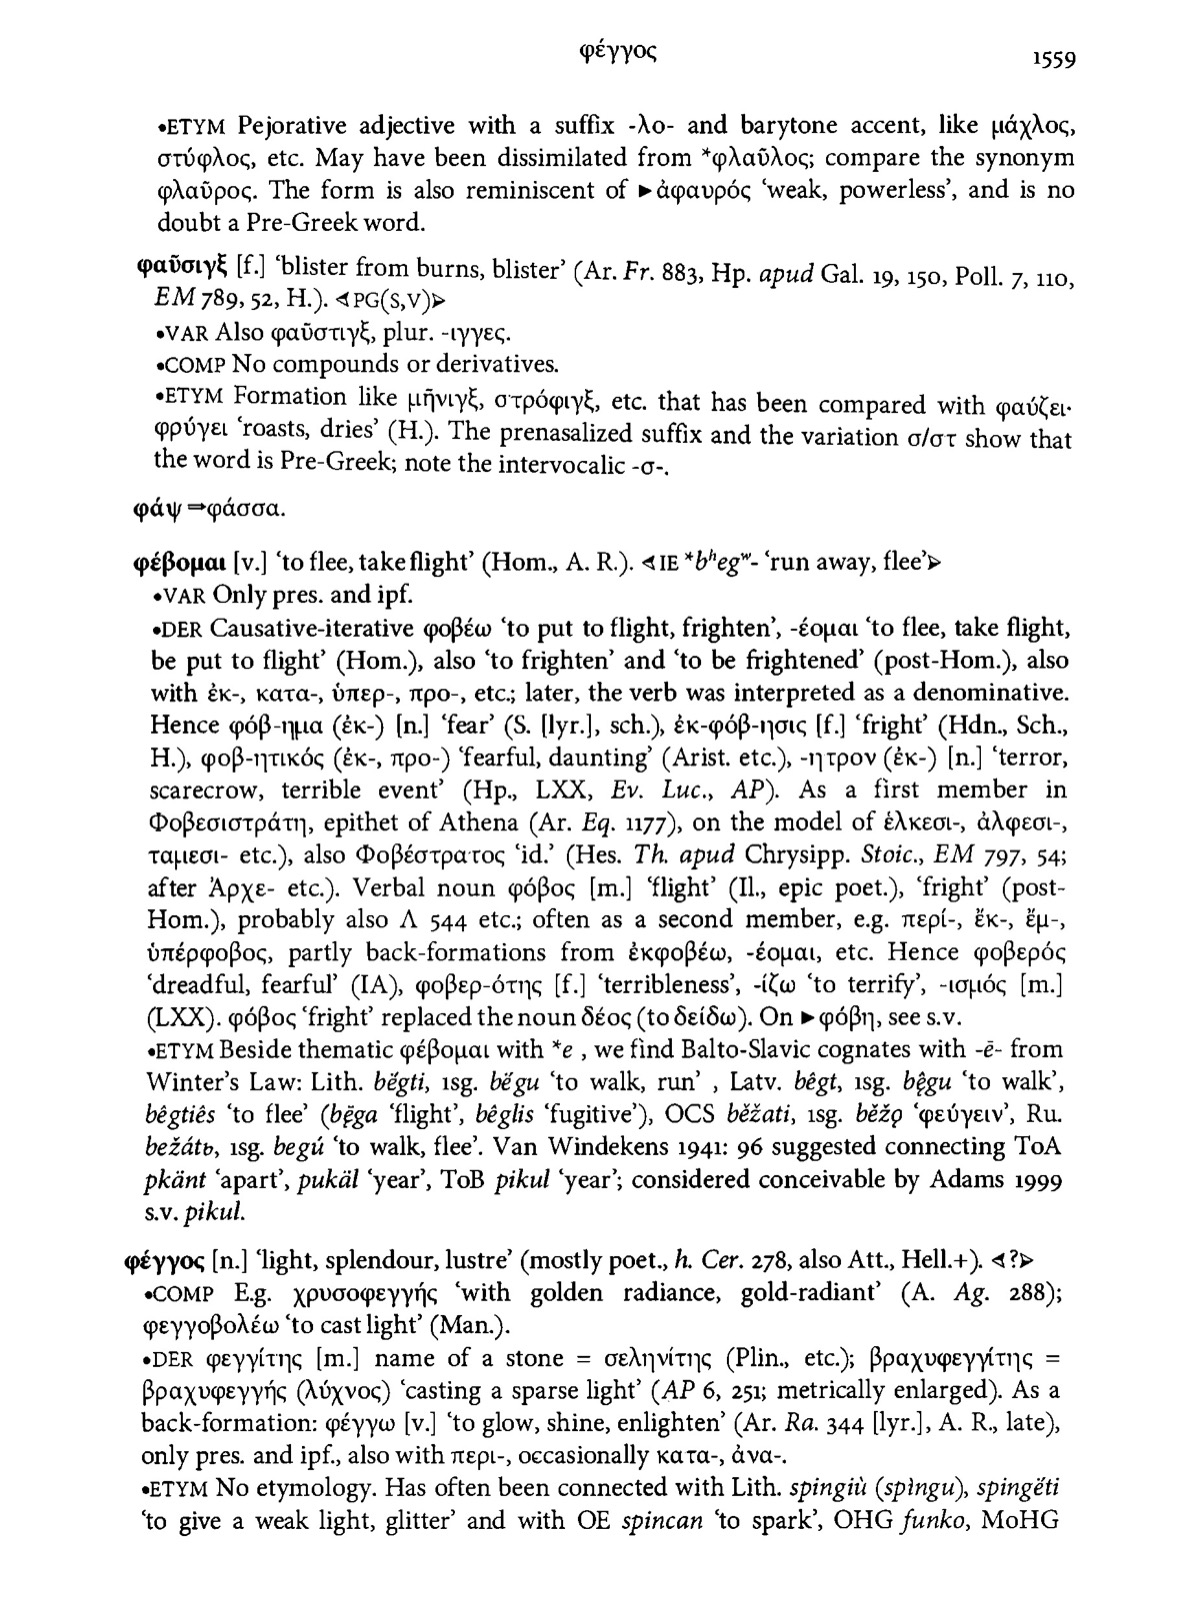 φέγγος
1559
•ETYM Pejorative adjective with a suffix -λο- and barytone accent, like μάχλος,
στύφλος, etc. May have been dissimilated from *φλαῦλος; compare the synonym
φλαῦρος. The form is also reminiscent of ►ἀφαυρός ‘weak, powerless’, and is no
doubt a Pre-Greek word.
φαῦσιγξ [f.] ‘blister from burns, blister’ (Ar. Fr. 883, Hp. apud Gal. 19, 150, Poll. 7, 110,
EM 789, 52, H.). ⊲PG(S,V)⊳
•VAR Also φαῦστιγξ, plur. -ιγγες.
•COMP No compounds or derivatives.
•ETYM Formation like μῆνιγξ, στρόφιγξ, etc. that has been compared with φαύζει·
φρύγει ‘roasts, dries’ (H.). The prenasalized suffix and the variation σ/στ show that
the word is Pre-Greek; note the intervocalic -σ-.
φάψ ⇒φάσσα.
φέβομαι [v.] ‘to flee, take flight’ (Hom., A. R.). ⊲IE *bʰegʷ- ‘run away, flee’⊳
•VAR Only pres. and ipf.
•DER Causative-iterative φοβέω ‘to put to flight, frighten’, -έομαι ‘to flee, take flight,
be put to flight’ (Hom.), also ‘to frighten’ and ‘to be frightened’ (post-Hom.), also
with ἐκ-, κατα-, ὑπερ-, προ-, etc.; later, the verb was interpreted as a denominative.
Hence φόβ-ημα (ἐκ-) [n.] ‘fear’ (S. [lyr.], sch.), ἐκ-φόβ-ησις [f.] ‘fright’ (Hdn., Sch.,
H.), φοβ-ητικός (ἐκ-, προ-) ‘fearful, daunting’ (Arist. etc.), -ητρον (ἐκ-) [n.] ‘terror,
scarecrow, terrible event’ (Hp., LXX, Ev. Luc., AP). As a first member in
Φοβεσιστράτη, epithet of Athena (Ar. Eq. 1177), on the model of ἑλκεσι-, ἀλφεσι-,
ταμεσι- etc.), also Φοβέστρατος ‘id.’ (Hes. Th. apud Chrysipp. Stoic., EM 797, 54;
after Ἀρχε- etc.). Verbal noun φόβος [m.] ‘flight’ (Il., epic poet.), ‘fright’ (post-
Hom.), probably also Λ 544 etc.; often as a second member, e.g. περί-, ἔκ-, ἔμ-,
ὑπέρφοβος, partly back-formations from ἐκφοβέω, -έομαι, etc. Hence φοβερός
‘dreadful, fearful’ (IA), φοβερ-ότης [f.] ‘terribleness’, -ίζω ‘to terrify’, -ισμός [m.]
(LXX). φόβος ‘fright’ replaced the noun δέος (to δείδω). On ►φόβη, see s.v.
•ETYM Beside thematic φέβομαι with *e , we find Balto-Slavic cognates with -ē- from
Winter’s Law: Lith. bė́gti, 1sg. bė́gu ‘to walk, run’ , Latv. bêgt, 1sg. bȩ̂gu ‘to walk’,
bêgtiês ‘to flee’ (bȩ̂ga ‘flight’, bêglis ‘fugitive’), OCS běžati, 1sg. běžǫ ‘φεύγειν’, Ru.
bežátь, 1sg. begú ‘to walk, flee’. Van Windekens 1941: 96 suggested connecting ToA
pkänt ‘apart’, pukäl ‘year’, ToB pikul ‘year’; considered conceivable by Adams 1999
s.v. pikul.
φέγγος [n.] ‘light, splendour, lustre’ (mostly poet., h. Cer. 278, also Att., Hell.+). ⊲?⊳
•COMP E.g. χρυσοφεγγής ‘with golden radiance, gold-radiant’ (A. Ag. 288);
φεγγοβολέω ‘to cast light’ (Man.).
•DER φεγγίτης [m.] name of a stone = σεληνίτης (Plin., etc.); βραχυφεγγίτης =
βραχυφεγγής (λύχνος) ‘casting a sparse light’ (AP 6, 251; metrically enlarged). As a
back-formation: φέγγω [v.] ‘to glow, shine, enlighten’ (Ar. Ra. 344 [lyr.], A. R., late),
only pres. and ipf., also with περι-, occasionally κατα-, ἀνα-.
•ETYM No etymology. Has often been connected with Lith. spingiù (spìngu), spingė́ti
‘to give a weak light, glitter’ and with OE spincan ‘to spark’, OHG funko, MoHG